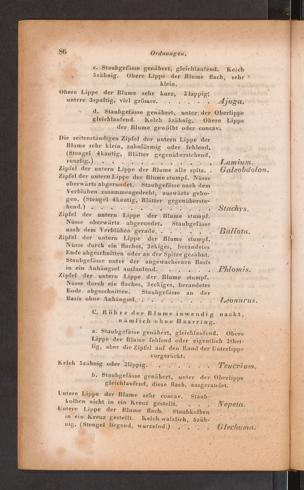 86 Ordnungen.
c. Staubgefässe genähert, gleichlaufend. Kelch
5zähnig. Obere Lippe der Blume flach, sehr
klein.
Obere Lippe der Blume sehr kurz, 2lappig;
untere 3spaltig, viel grösser. . . . . . . Ajuga.
d. Staubgefässe genähert, unter der Oberlippe
gleichlaufend. Kelch 5zähnig. Obere Lippe
der Blume gewölbt oder concav.
Die seitenständigen Zipfel der untern Lippe der
Blume sehr klein, zahnförmig oder fehlend.
(Stengel 4kantig, Blätter gegenüberstehend,
runzlig.) . . . . . . . . . . . Lamium.
Zipfel der untern Lippe der Blume alle spitz. . Galeobdolon.
Zipfel der untern Lippe der Blume stumpf. Nüsse
oberwärts abgerundet. Staubgefässe nach dem
Verblühen zusammengedreht, auswärts gebo-
gen. (Stengel 4kantig, Blätter gegenüberste-
hend.) . . . . . . . . . . . Stachys.
Zipfel der untern Lippe der Blume stumpf.
Nüsse oberwärts abgerundet. Staubgefässe
nach dem Verblühen gerade. . . . . . . Ballota.
Zipfel der untern Lippe der Blume stumpf.
Nüsse durch ein flaches, 3ekiges, berandetes
Ende abgeschnitten oder an der Spitze gezähnt.
Staubgefässe unter der angewachsenen Basis
in ein Anhängsel auslaufend. . . . . . . Phlomis.
Zipfel der untern Lippe der Blume stumpf.
Nüsse durch ein flaches, 3eckiges, berandetes
Ende abgeschnitten. Staubgefässe an der
Basis ohne Anhängsel. . . . . . . . Leonurus.
C. Röhre der Blume inwendig nackt,
nämlich ohne Haarring.
a. Staubgefässe genähert, gleichlaufend. Obere
Lippe der Blume fehlend oder eigentlich 2thei-
lig, aber die Zipfel auf den Rand der Unterlippe
vorgerückt.
Kelch 5zähnig oder 2lippig. . . . . . . Teucrium.
b. Staubgefässe genähert, unter der Oberlippe
gleichlaufend, diese flach, ausgerandet.
Untere Lippe der Blume sehr concav. Staub-
kolben nicht in ein Kreuz gestellt. . . . . Nepeta.
Untere Lippe der Blume flach. Staubkolben
in ein Kreuz gestellt. Kelch walzlich, 5zäh-
nig. (Stengel liegend, wurzelnd.) . . . . Glechoma.